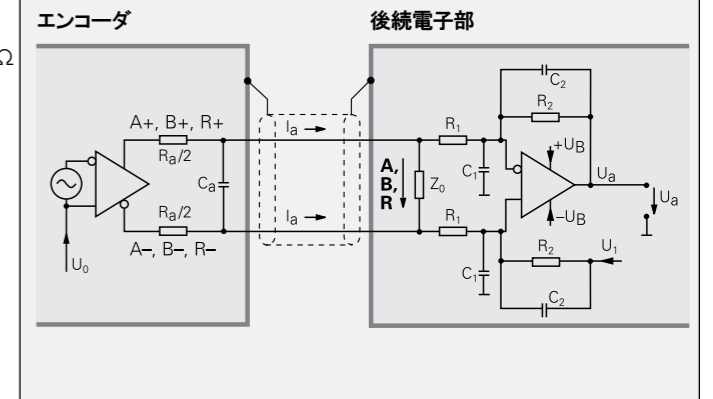 エンコーダ
後続電子部
Ω
A+, B+, R+
Ra/2
Ca
Ra/2
A–, B–, R–
U0
Ia
Ia
A,
B,
R
Z0
R1
C1
R1
C1
C2
R2
+UB
Ua
–UB
Ua
R2
U1
C2